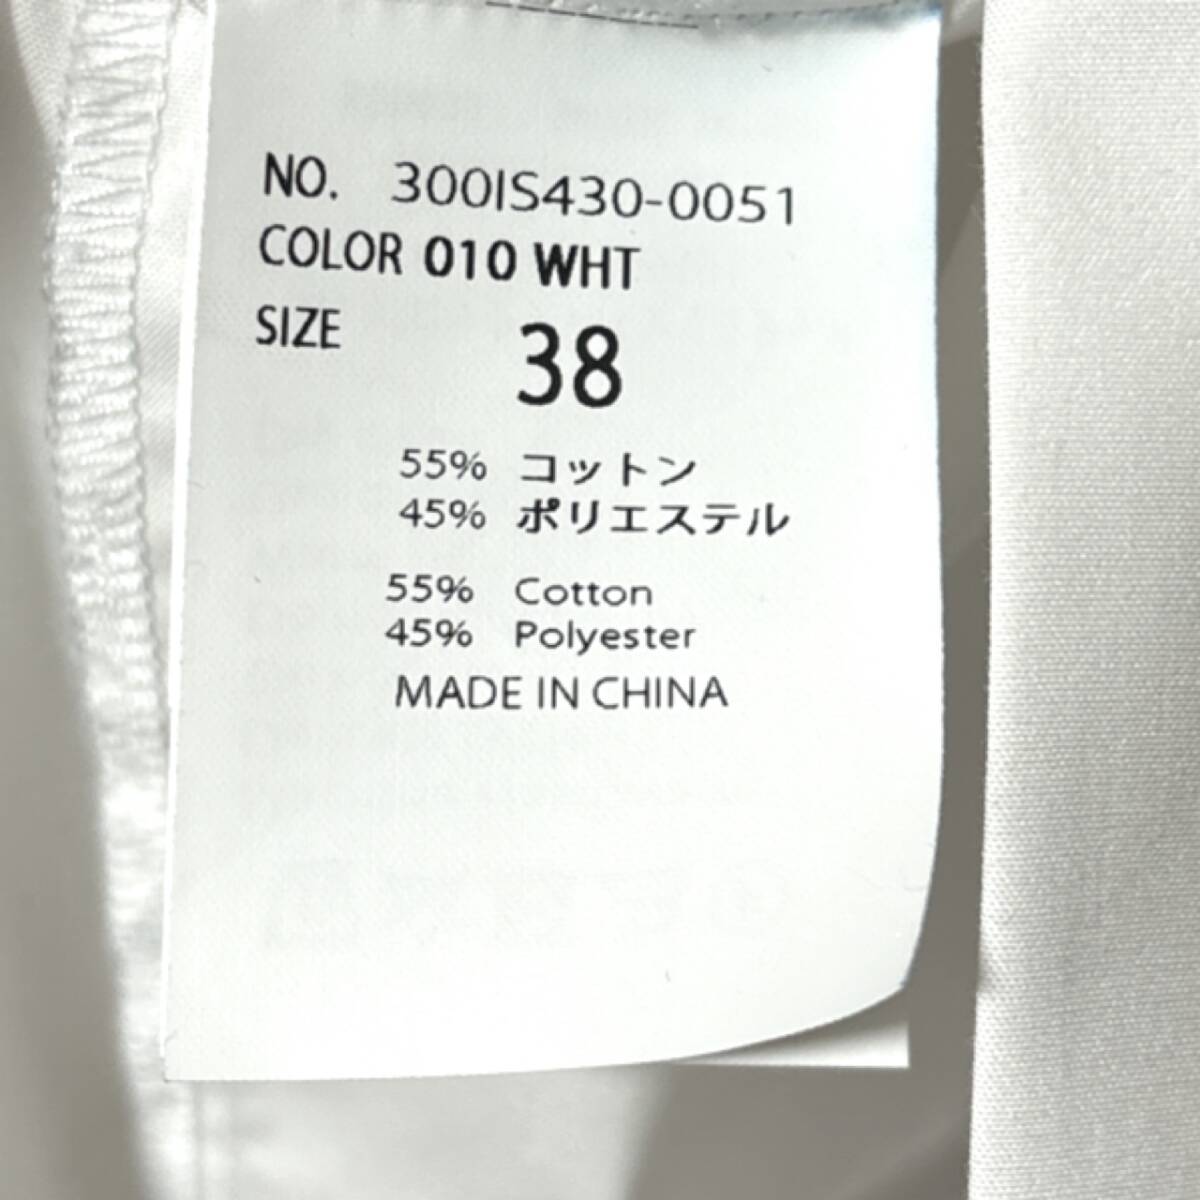 NO. 300IS430-0051
COLOR 010 WHT
SIZE 38
55% コットン
45% ポリエステル
55% Cotton
45% Polyester
MADE IN CHINA